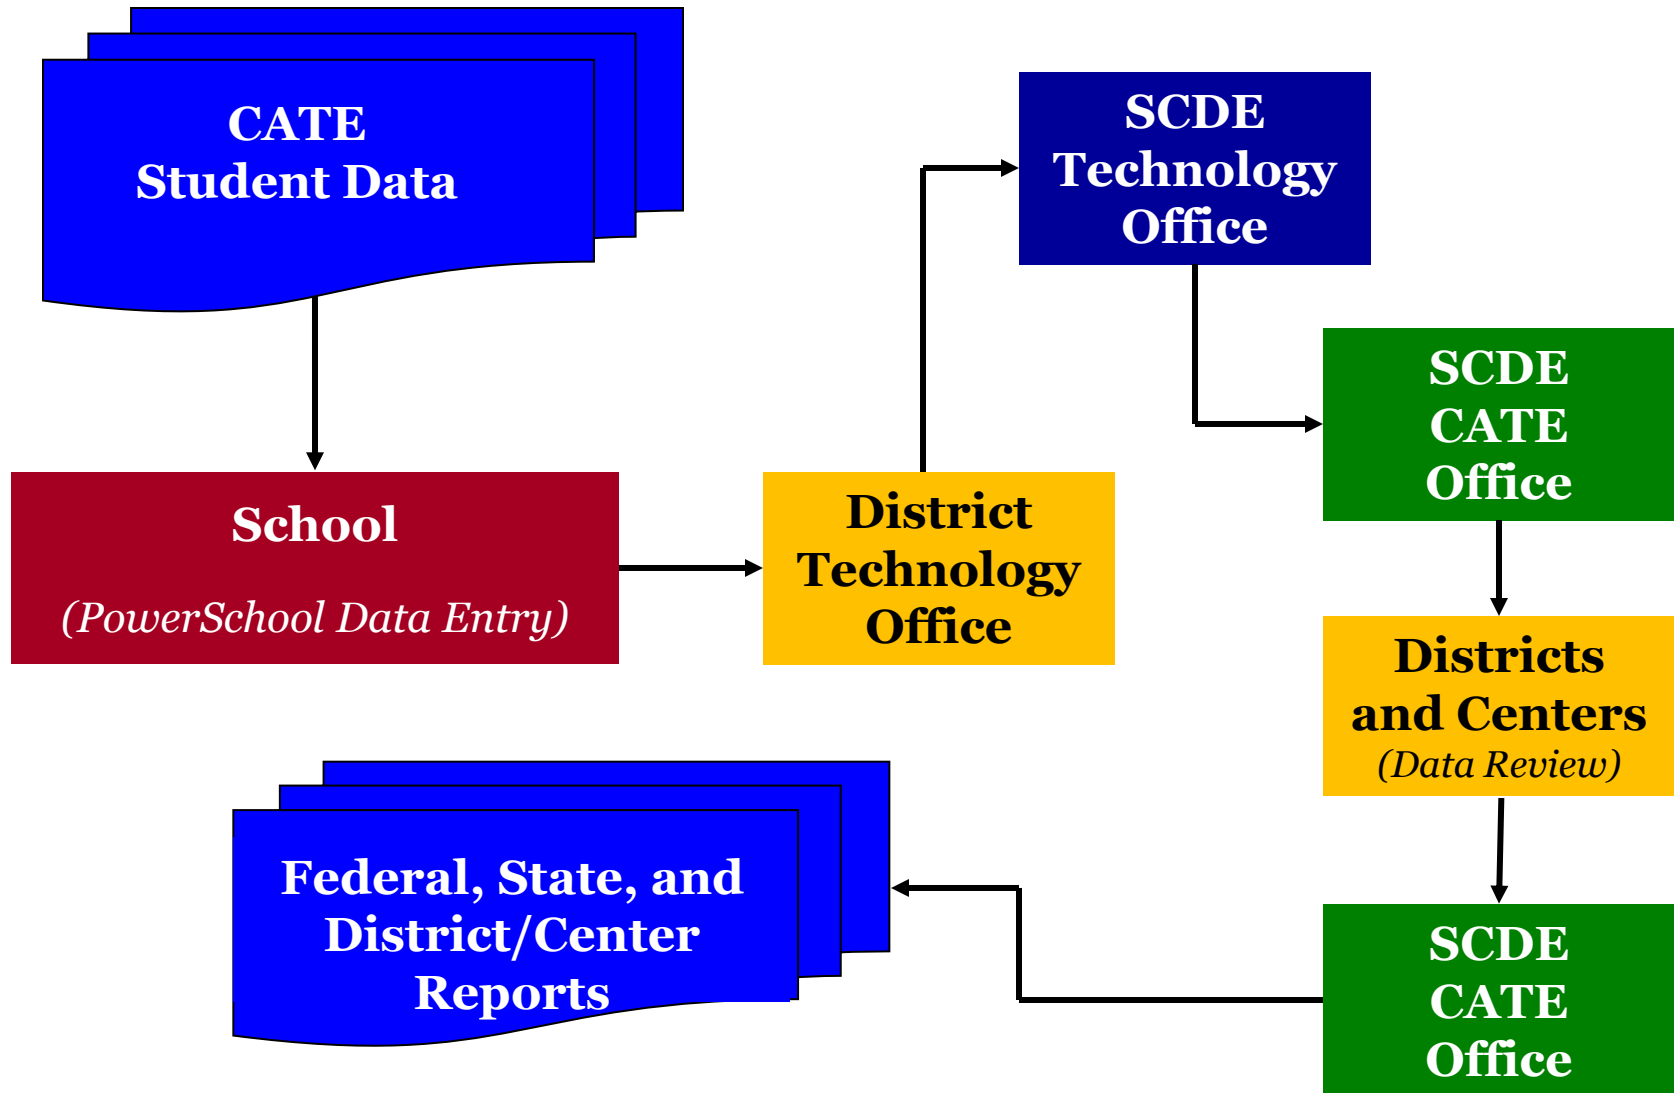 CATE
Student Data
SCDE
Technology
Office
SCDE
CATE
Office
School
(PowerSchool Data Entry)
District
Technology
Office
Districts
and Centers
(Data Review)
Federal, State, and
District/Center
Reports
SCDE
CATE
Office